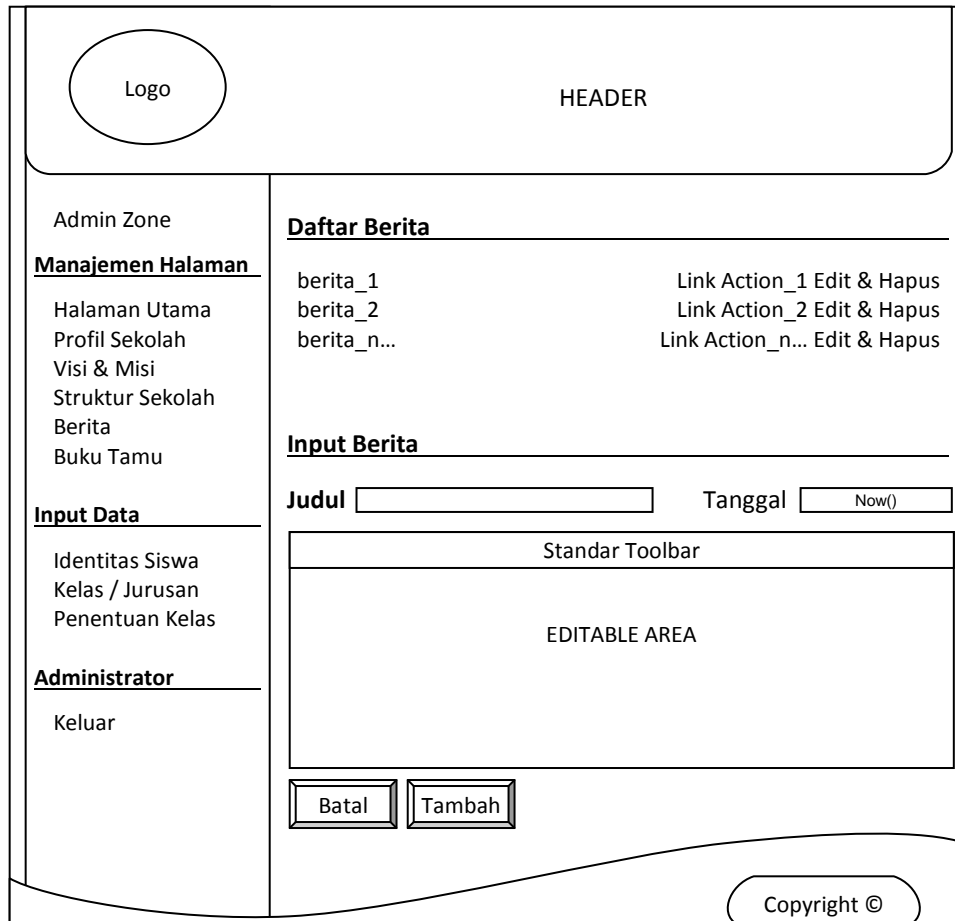 Logo
HEADER
Admin Zone
Manajemen Halaman
Halaman Utama
Profil Sekolah
Visi & Misi
Struktur Sekolah
Berita
Buku Tamu
Input Data
Identitas Siswa
Kelas / Jurusan
Penentuan Kelas
Administrator
Keluar
Daftar Berita
berita_1 Link Action_1 Edit & Hapus
berita_2 Link Action_2 Edit & Hapus
berita_n... Link Action_n... Edit & Hapus
Input Berita
Judul Tanggal Now()
Standar Toolbar
EDITABLE AREA
Batal Tambah
Copyright ©